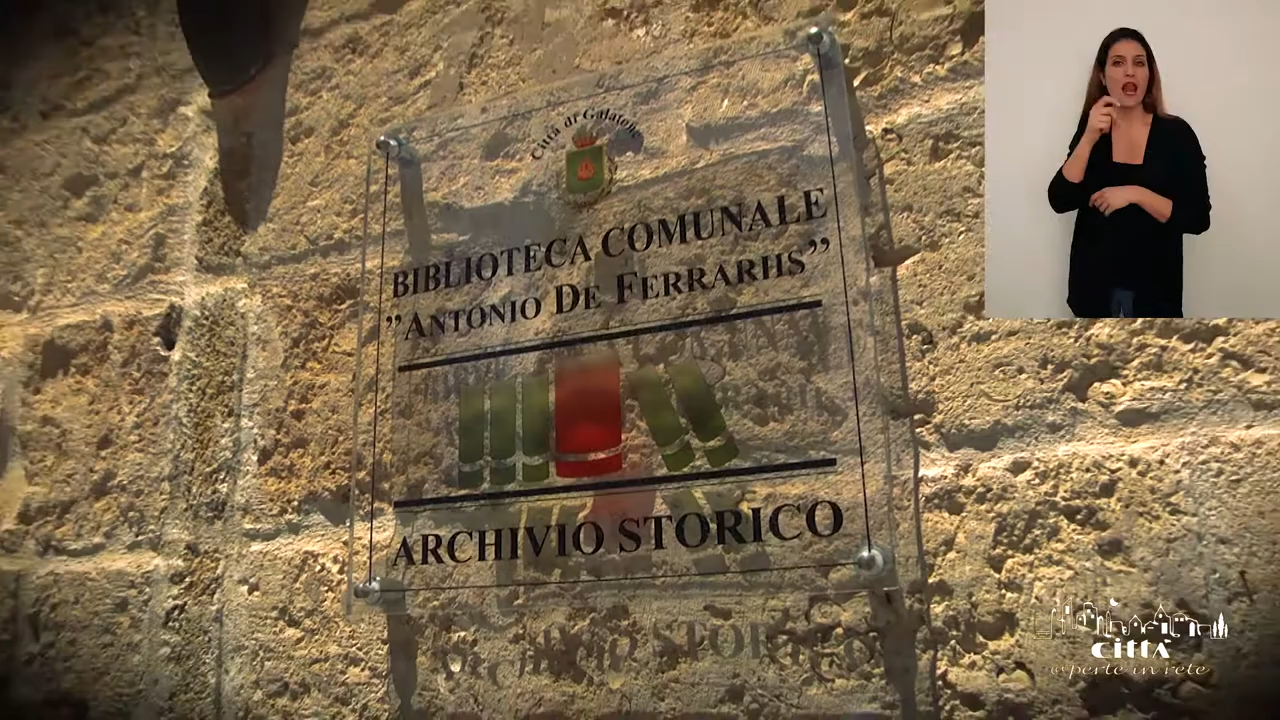 Città di Galatone
BIBLIOTECA COMUNALE
”ANTONIO DE FERRARIIS”
ARCHIVIO STORICO
CITTÀ
aperte in rete